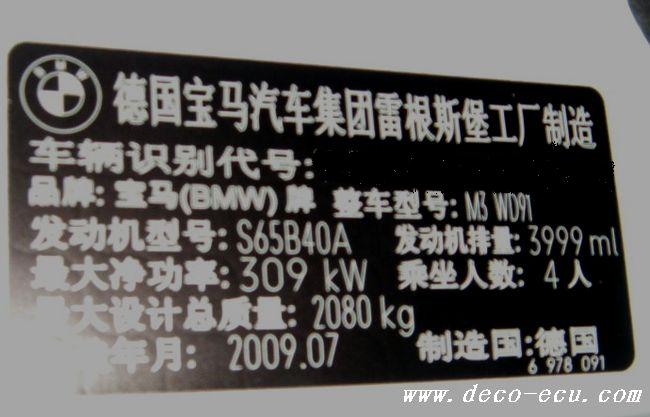 BMW
德国宝马汽车集团雷根斯堡工厂制造
车辆识别代号:
品牌: 宝马(BMW) 牌 整车型号: M3 WD91
发动机型号: S65B40A 发动机排量: 3999 ml
最大净功率: 309 kW 乘坐人数: 4 人
最大设计总质量: 2080 kg
年月: 2009.07 制造国: 德国
6 978 091
www.deco-ecu.com